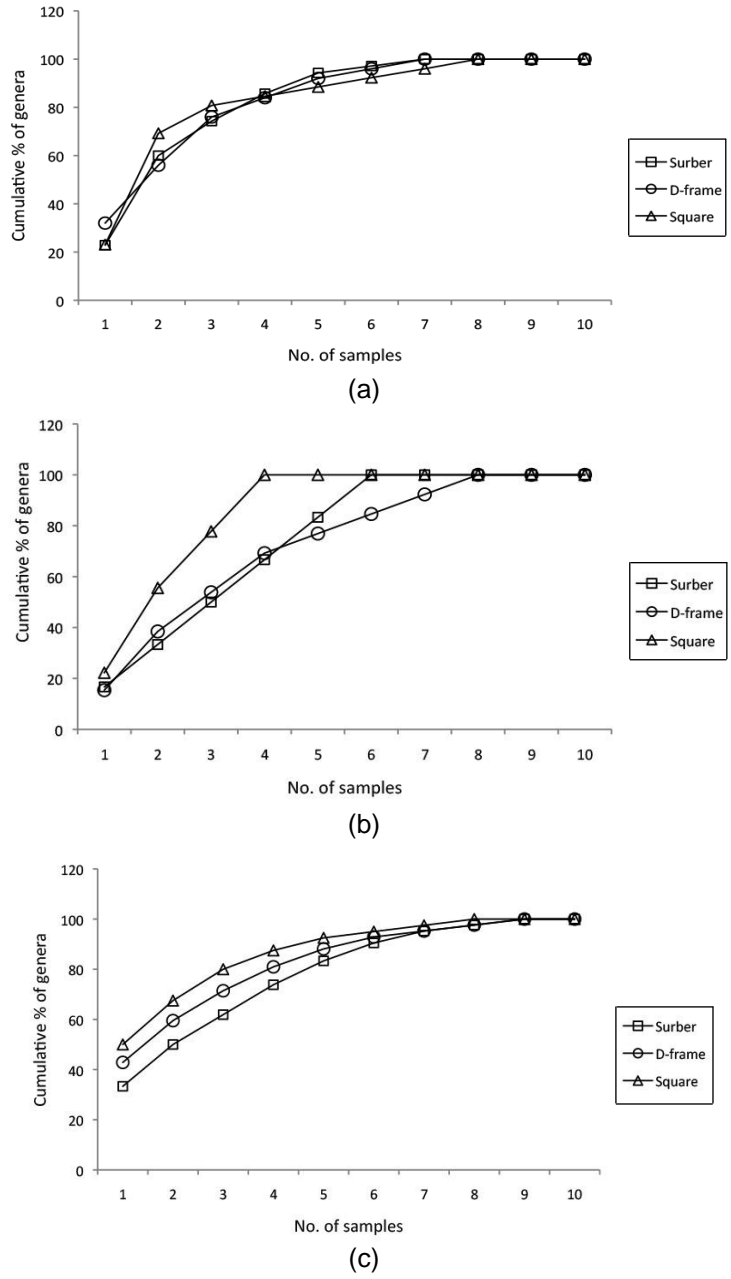 120
100
80
60
40
20
0
Cumulative % of genera
1 2 3 4 5 6 7 8 9 10
No. of samples
Surber
D-frame
Square
(a)
120
100
80
60
40
20
0
Cumulative % of genera
1 2 3 4 5 6 7 8 9 10
No. of samples
Surber
D-frame
Square
(b)
120
100
80
60
40
20
0
Cumulative % of genera
1 2 3 4 5 6 7 8 9 10
No. of samples
Surber
D-frame
Square
(c)